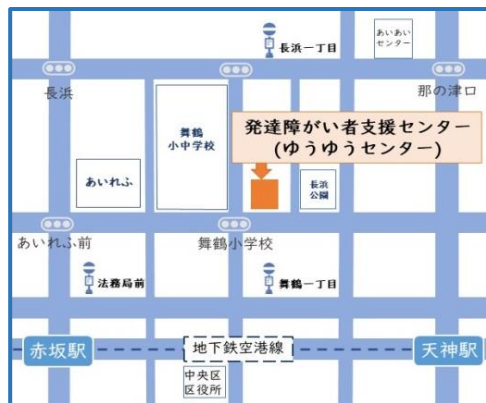 長浜一丁目
あいあい
センター
長浜
那の津口
舞鶴
小中学校
発達障がい者支援センター
(ゆうゆうセンター)
あいれふ
長浜
公園
あいれふ前
舞鶴小学校
法務局前
舞鶴一丁目
赤坂駅
地下鉄空港線
天神駅
中央区
区役所